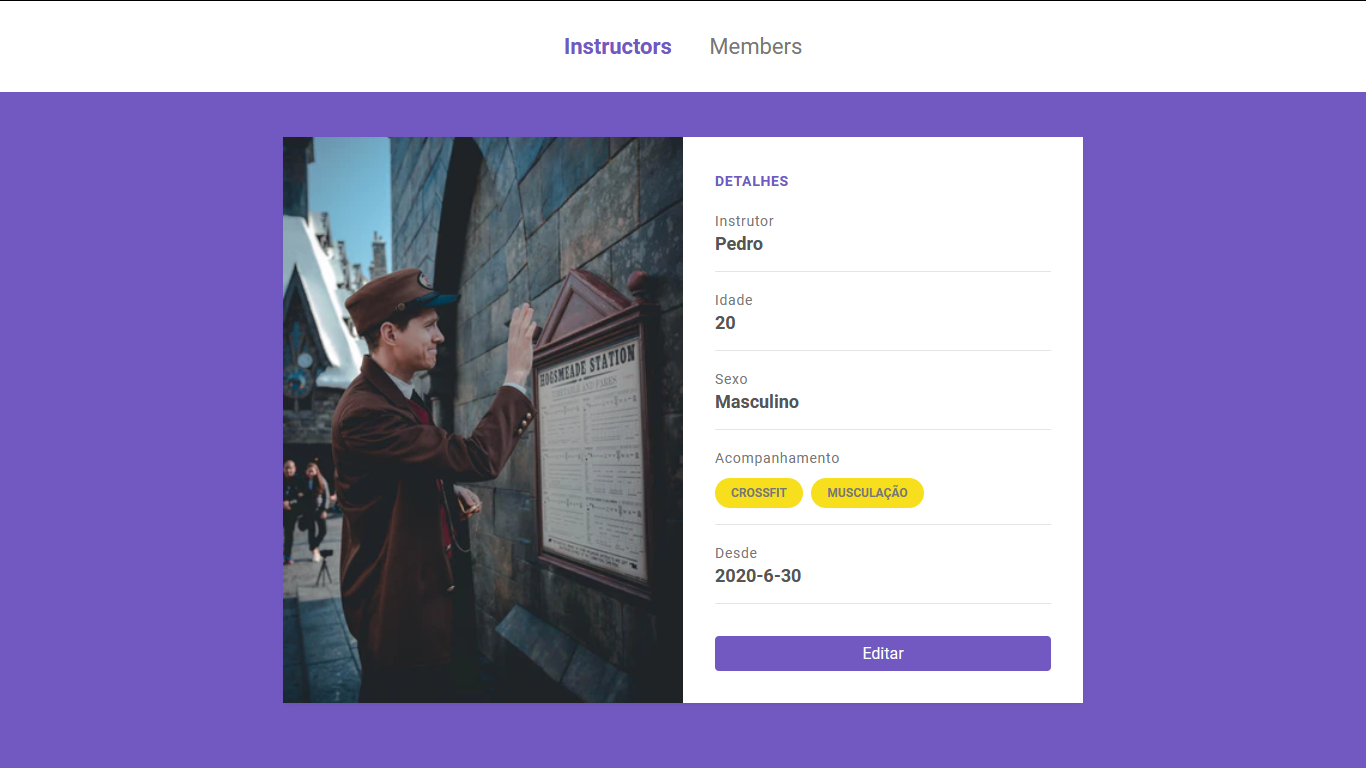 Instructors Members
HOGSMEADE STATION
DETALHES
Instrutor
Pedro
Idade
20
Sexo
Masculino
Acompanhamento
CROSSFIT MUSCULAÇÃO
Desde
2020-6-30
Editar